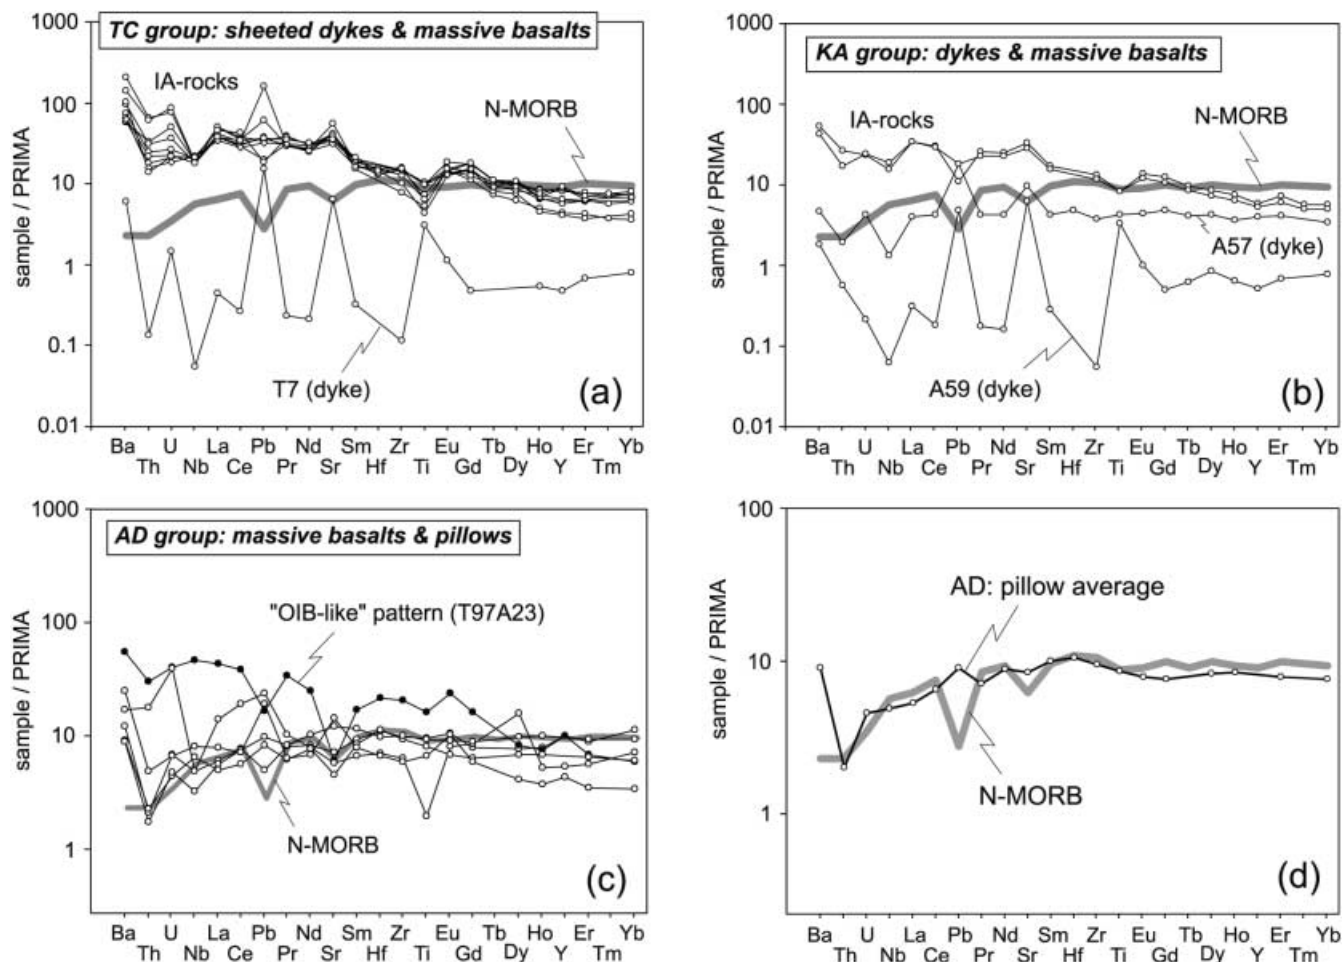 1000
TC group: sheeted dykes & massive basalts
IA-rocks
N-MORB
100
10
1
0.1
0.01
sample / PRIMA
T7 (dyke)
(a)
Ba U La Pb Nd Sm Zr Eu Tb Ho Er Yb
Th Nb Ce Pr Sr Hf Ti Gd Dy Y Tm
1000
KA group: dykes & massive basalts
IA-rocks
N-MORB
100
10
1
0.1
0.01
sample / PRIMA
A57 (dyke)
A59 (dyke)
(b)
Ba U La Pb Nd Sm Zr Eu Tb Ho Er Yb
Th Nb Ce Pr Sr Hf Ti Gd Dy Y Tm
1000
AD group: massive basalts & pillows
"OIB-like" pattern (T97A23)
100
10
1
sample / PRIMA
N-MORB
(c)
Ba U La Pb Nd Sm Zr Eu Tb Ho Er Yb
Th Nb Ce Pr Sr Hf Ti Gd Dy Y Tm
100
AD: pillow average
10
1
sample / PRIMA
N-MORB
(d)
Ba U La Pb Nd Sm Zr Eu Tb Ho Er Yb
Th Nb Ce Pr Sr Hf Ti Gd Dy Y Tm